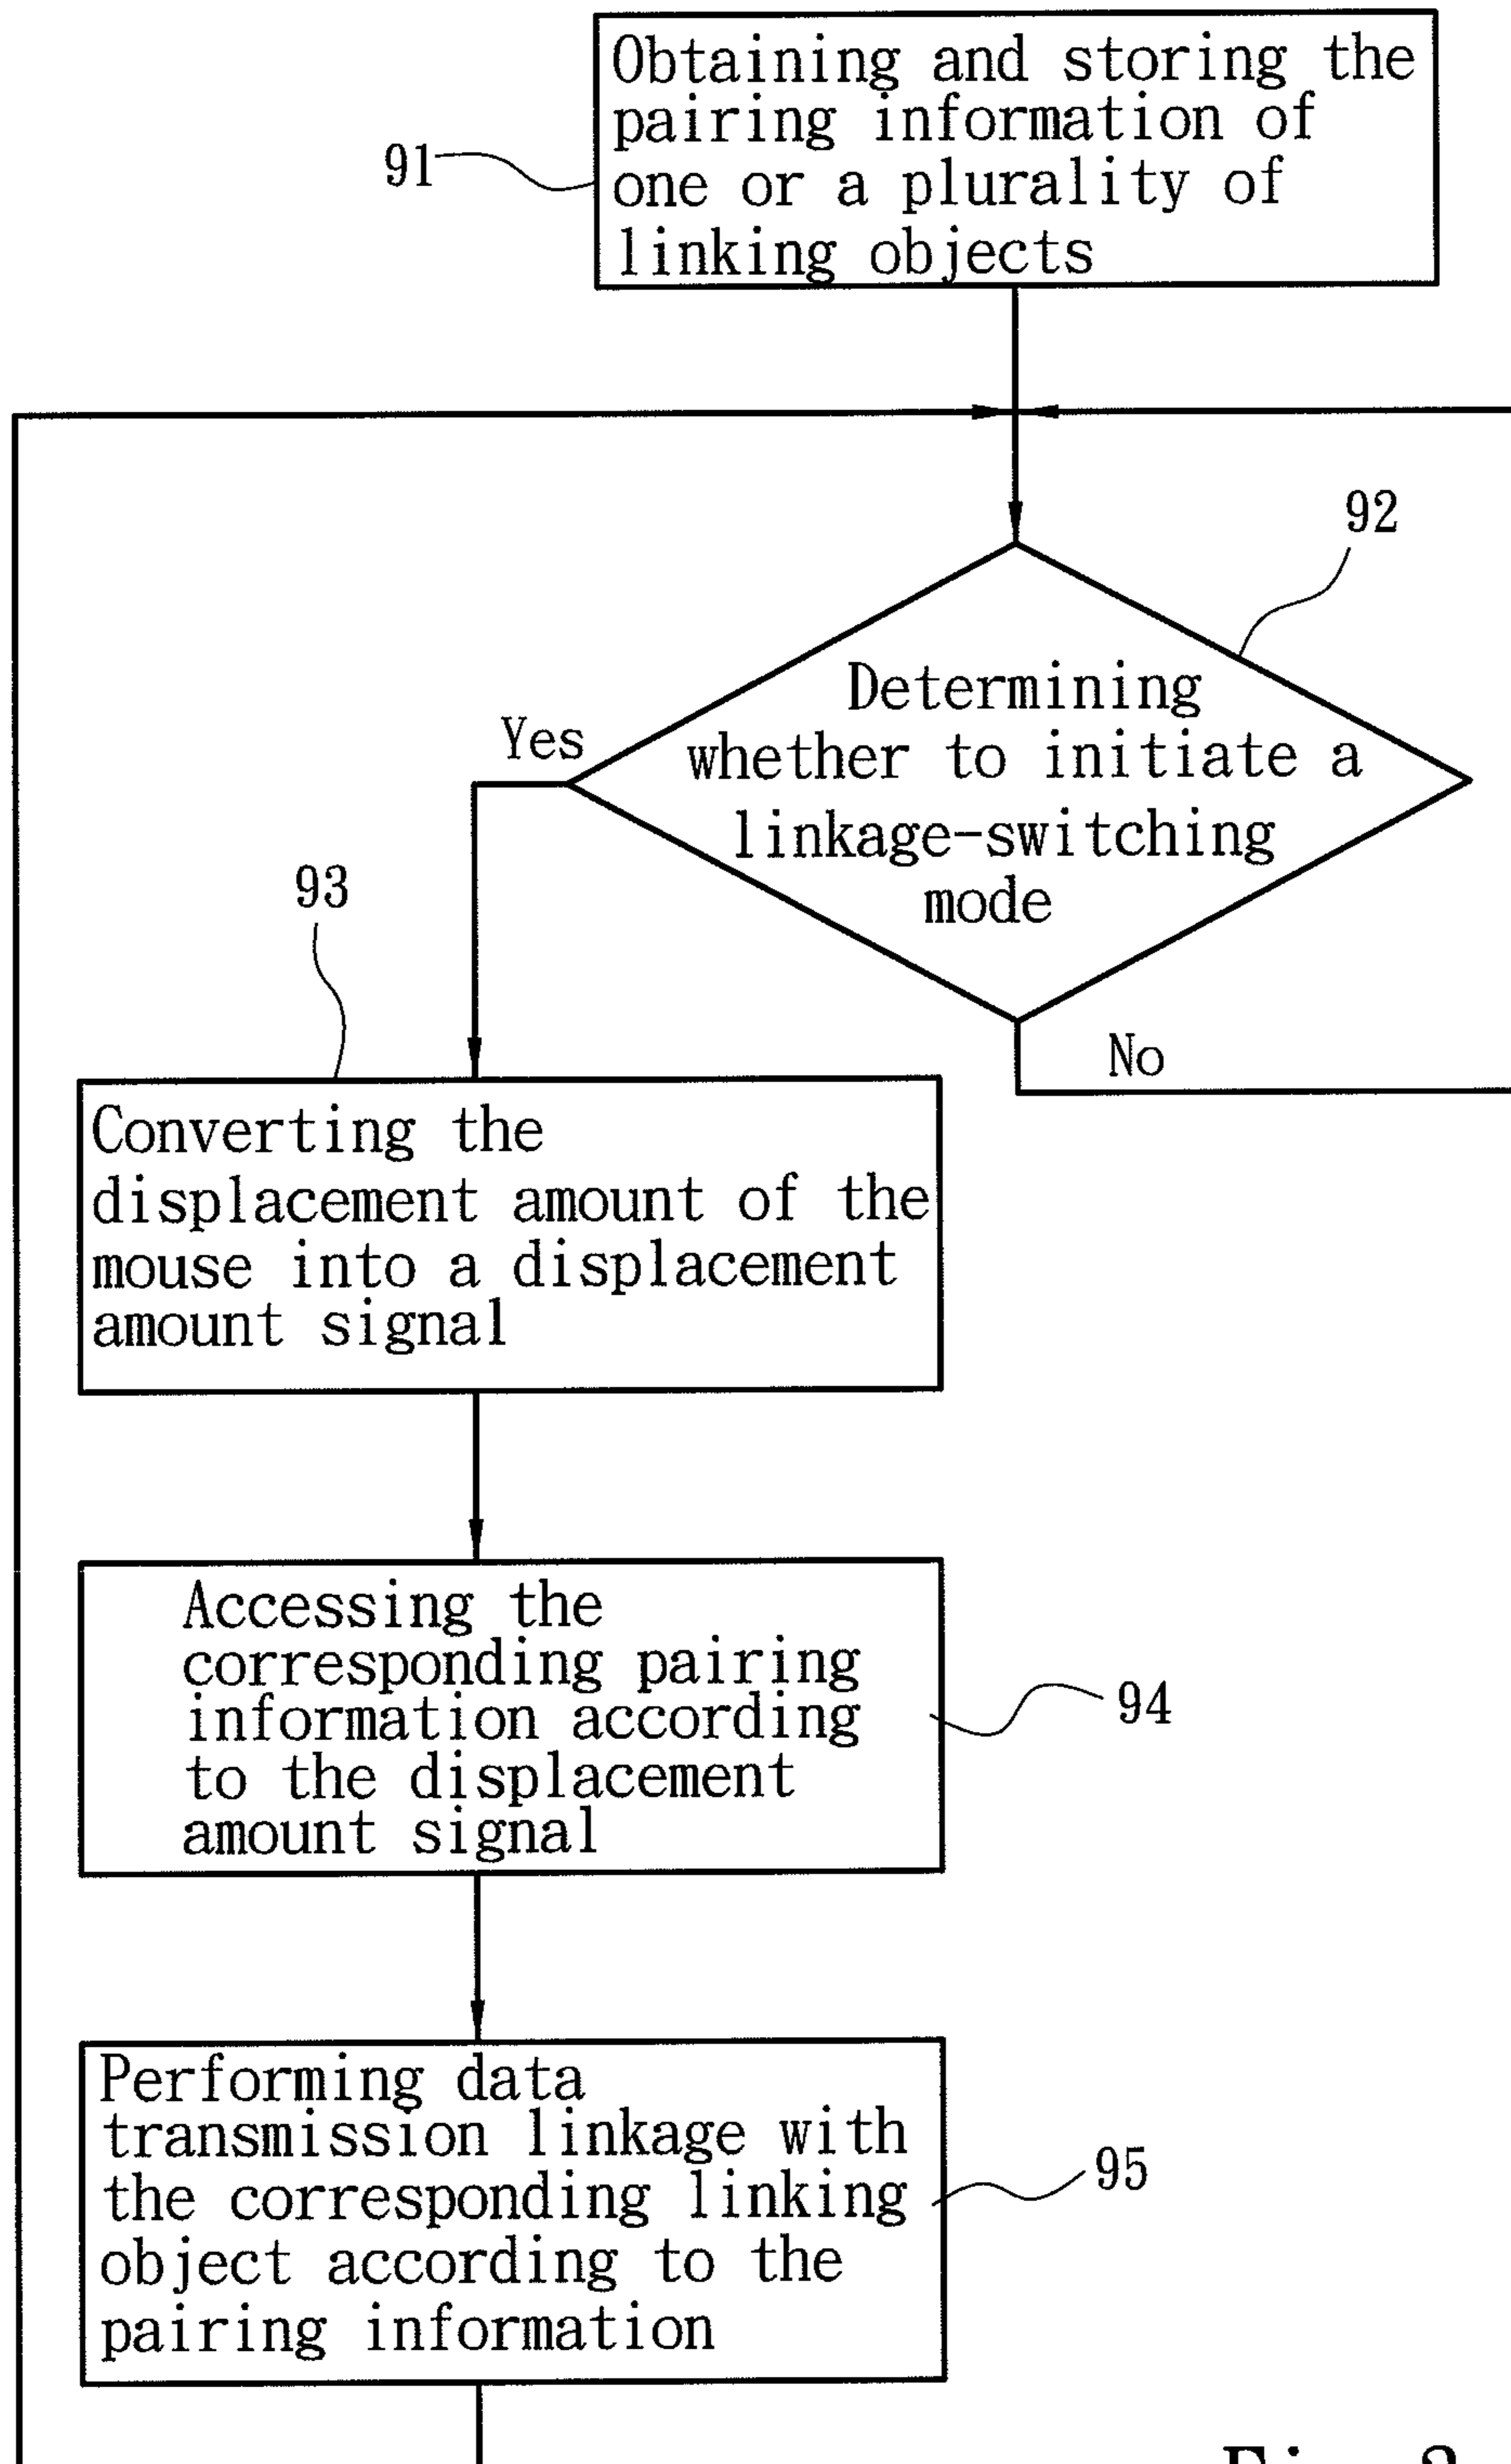 Obtaining and storing the
pairing information of
one or a plurality of
linking objects
91
92
Determining
whether to initiate a
linkage-switching
mode
Yes
No
93
Converting the
displacement amount of the
mouse into a displacement
amount signal
Accessing the
corresponding pairing
information according
to the displacement
amount signal
94
Performing data
transmission linkage with
the corresponding linking
object according to the
pairing information
95